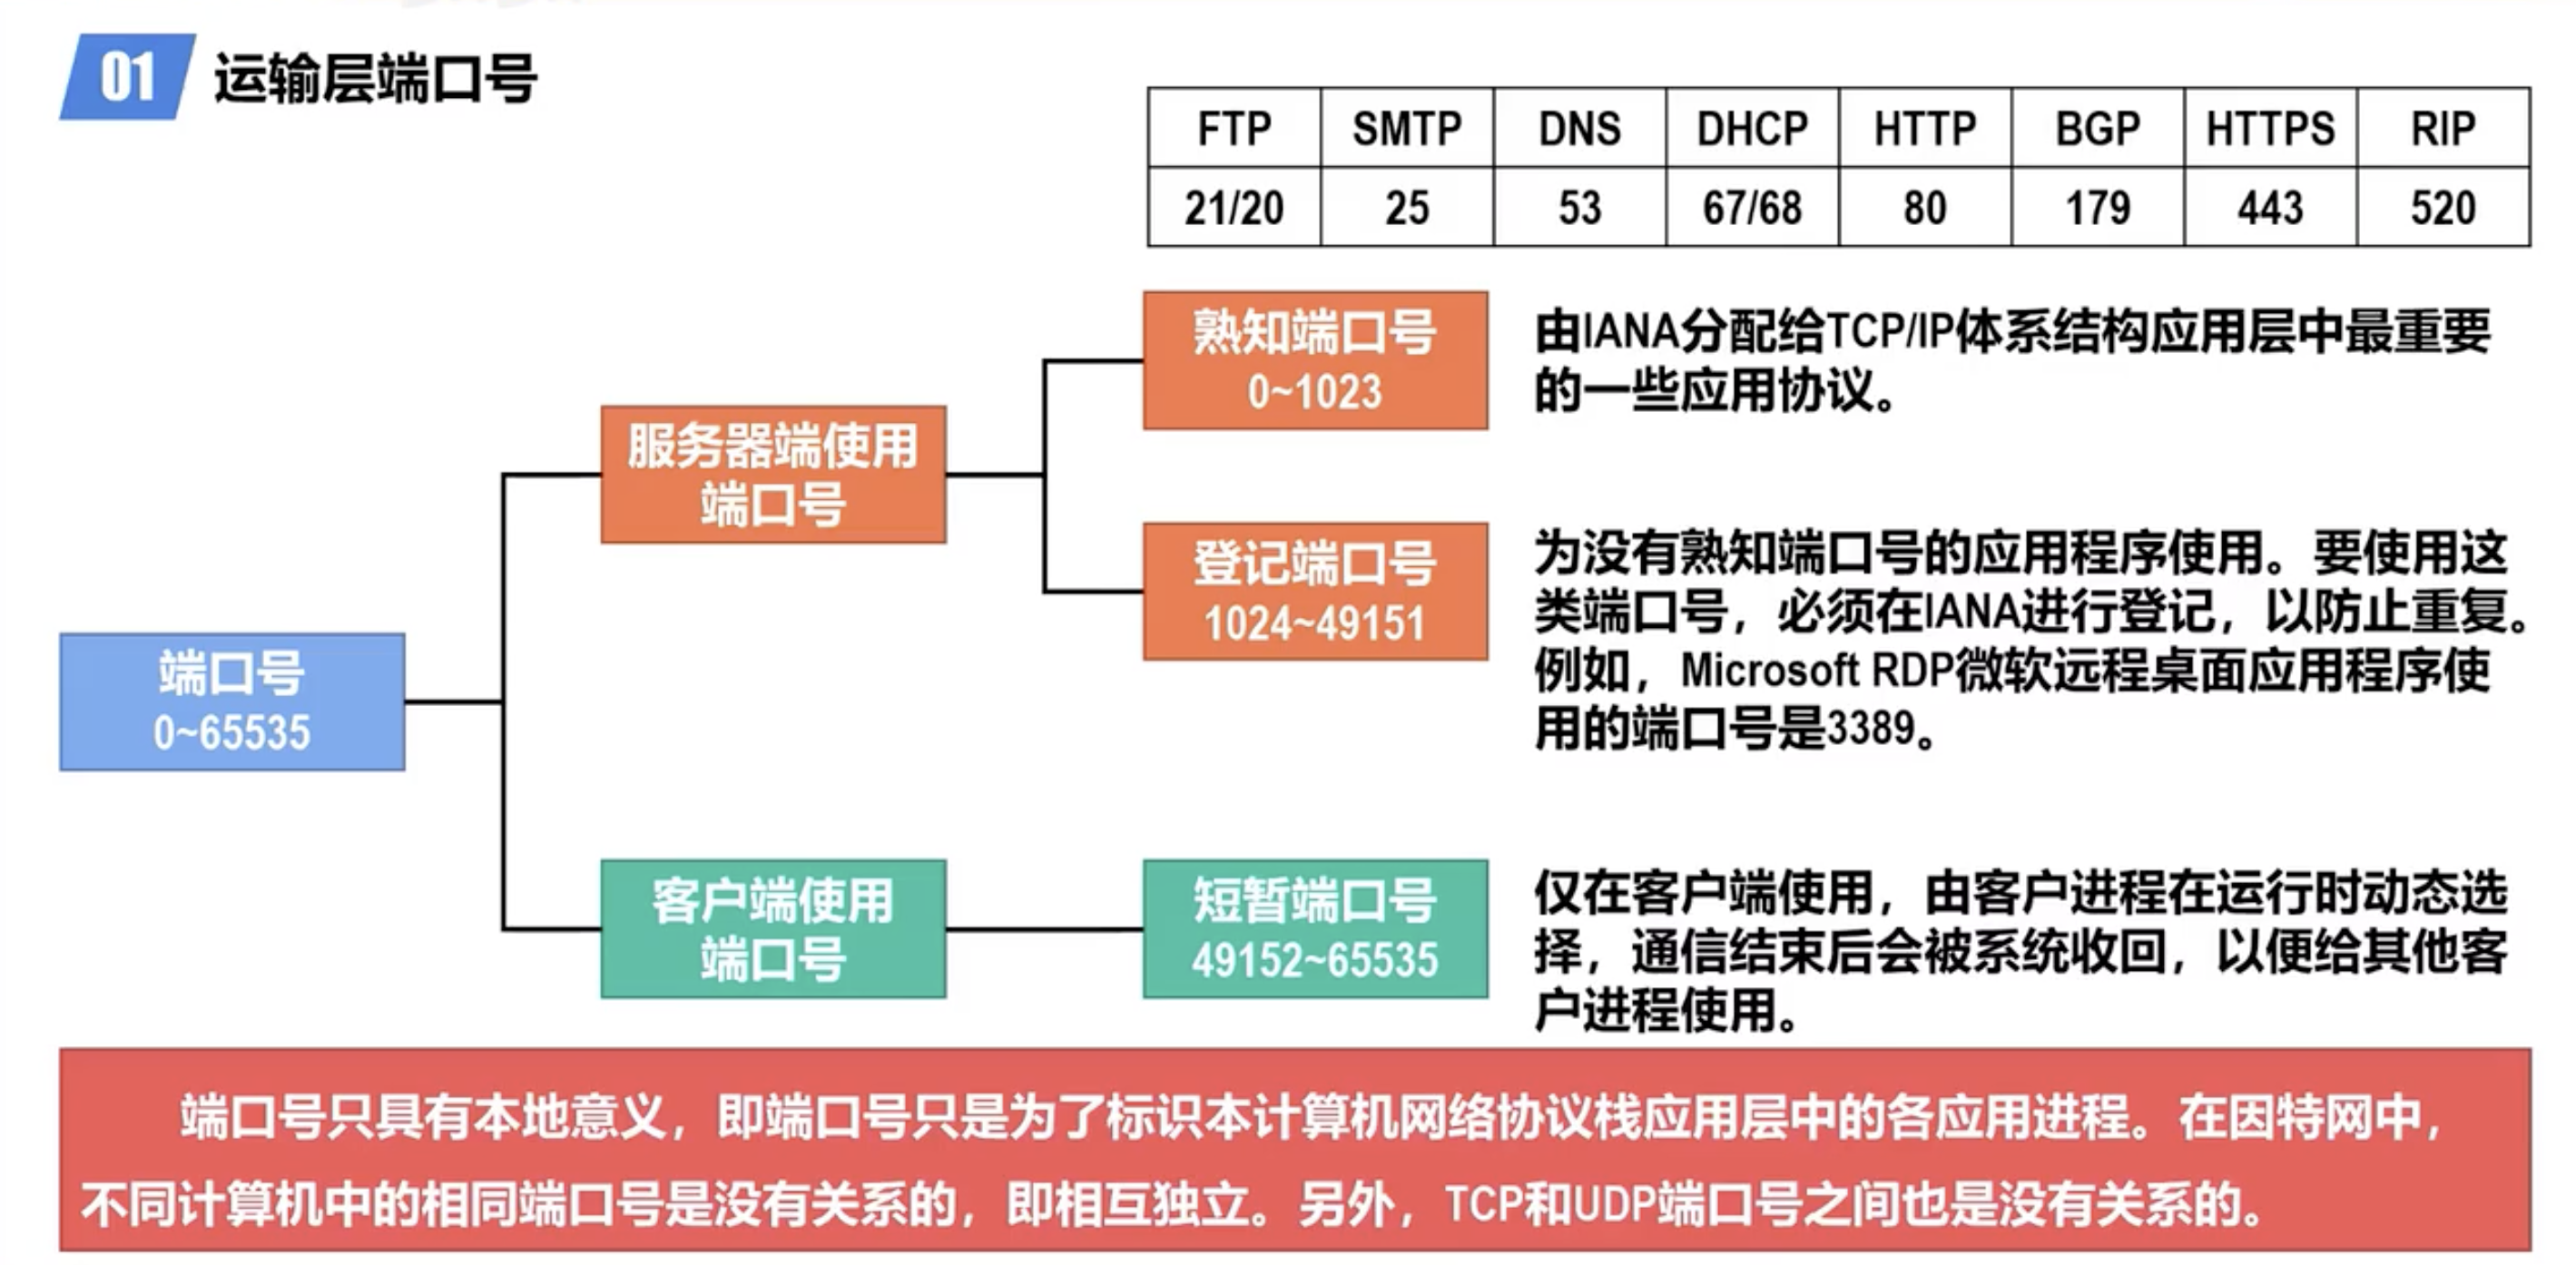 01 运输层端口号
FTP SMTP DNS DHCP HTTP BGP HTTPS RIP
21/20 25 53 67/68 80 179 443 520
熟知端口号
0~1023
由IANA分配给TCP/IP体系结构应用层中最重要
的一些应用协议。
服务器端使用
端口号
登记端口号
1024~49151
为没有熟知端口号的应用程序使用。要使用这
类端口号，必须在IANA进行登记，以防止重复。
例如，Microsoft RDP微软远程桌面应用程序使
用的端口号是3389。
端口号
0~65535
客户端使用
端口号
短暂端口号
49152~65535
仅在客户端使用，由客户进程在运行时动态选
择，通信结束后会被系统收回，以便给其他客
户进程使用。
端口号只具有本地意义，即端口号只是为了标识本计算机网络协议栈应用层中的各应用进程。在因特网中，
不同计算机中的相同端口号是没有关系的，即相互独立。另外，TCP和UDP端口号之间也是没有关系的。